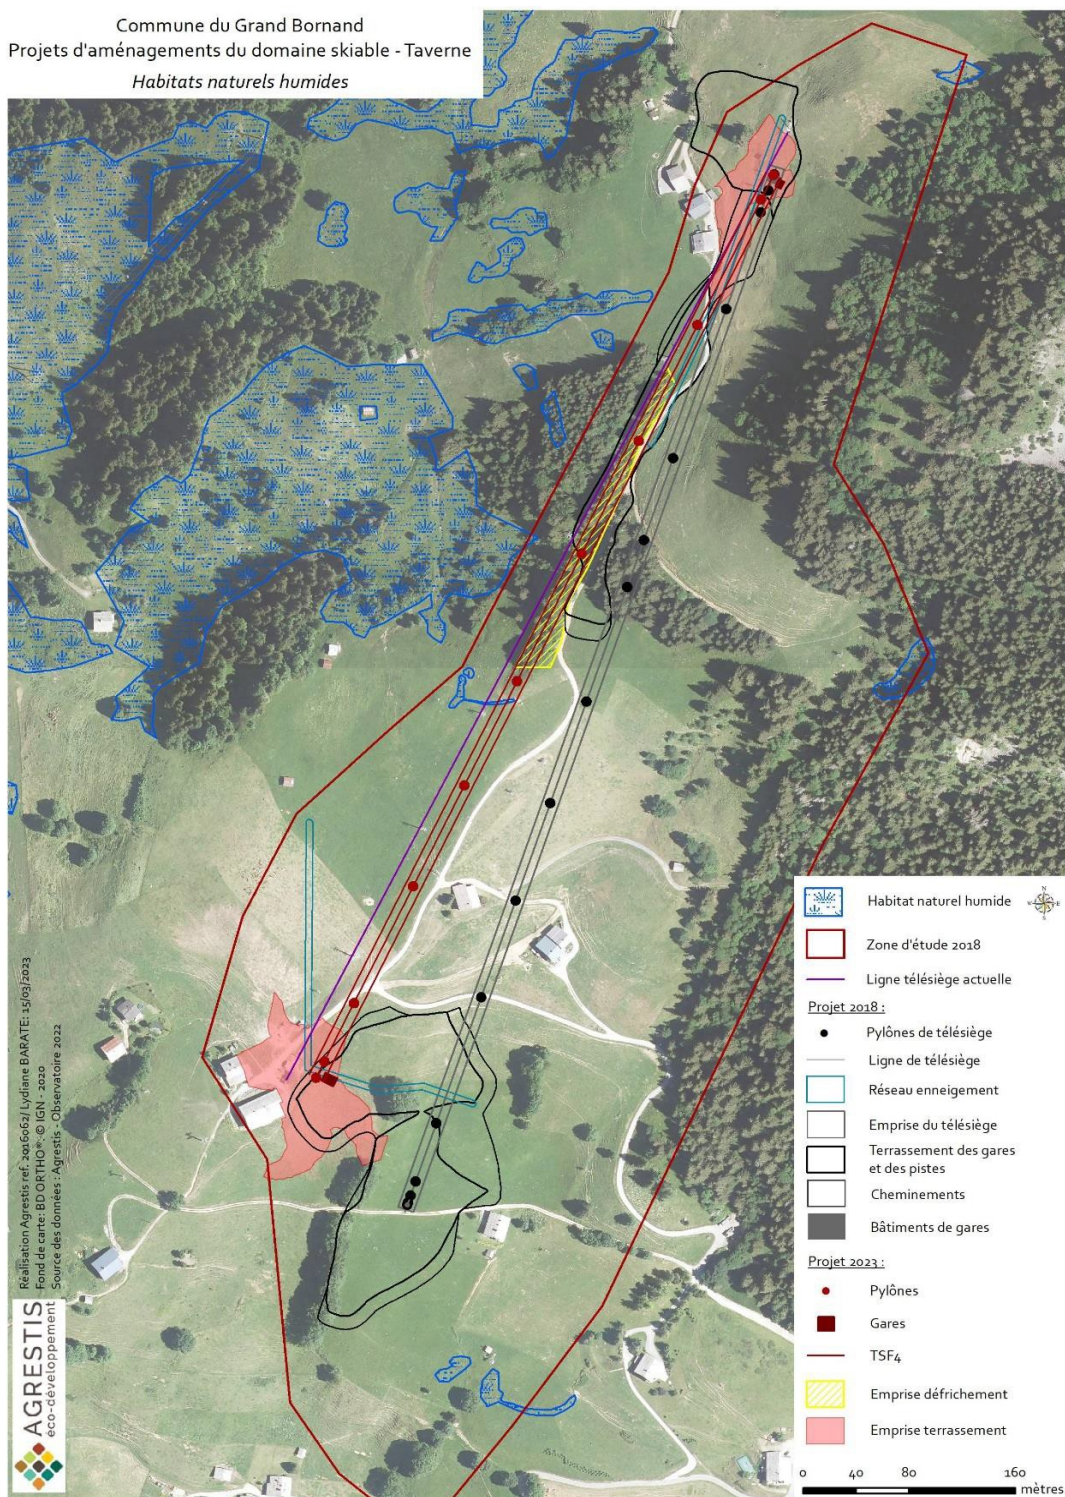 Commune du Grand Bornand
Projets d'aménagements du domaine skiable - Taverne
Habitats naturels humides
Habitat naturel humide
N
W
E
S
Zone d'étude 2018
Ligne télésiège actuelle
Projet 2018 :
Pylônes de télésiège
Ligne de télésiège
Réseau enneigement
Emprise du télésiège
Terrassement des gares
et des pistes
Cheminements
Bâtiments de gares
Projet 2023 :
Pylônes
Gares
TSF4
Emprise défrichement
Emprise terrassement
0 40 80 160
mètres
Réalisation Agrestis ref. 2016062/ Lydiane BARATE: 15/03/2023
Fond de carte: BD ORTHO®-© IGN - 2020
Source des données : Agrestis - Observatoire 2022
AGRESTIS
éco-développement